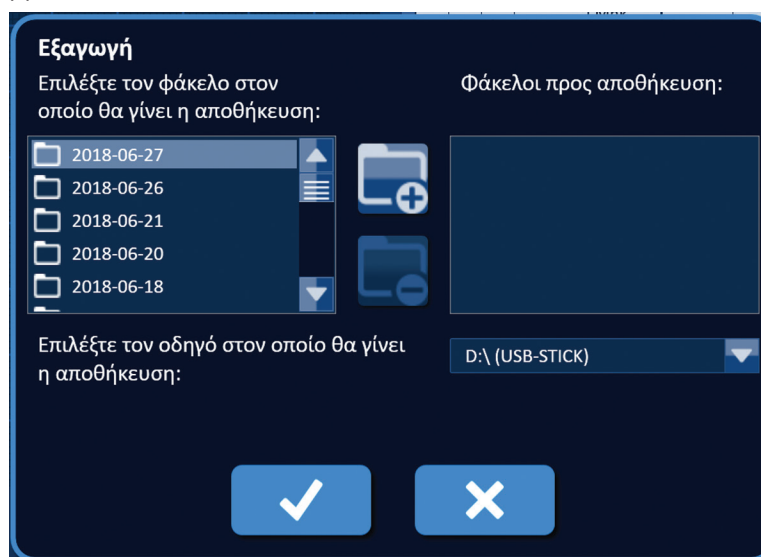 Εξαγωγή
Επιλέξτε τον φάκελο στον
οποίο θα γίνει η αποθήκευση:
Φάκελοι προς αποθήκευση:
2018-06-27
2018-06-26
2018-06-21
2018-06-20
2018-06-18
Επιλέξτε τον οδηγό στον οποίο θα γίνει
η αποθήκευση:
D:\ (USB-STICK)